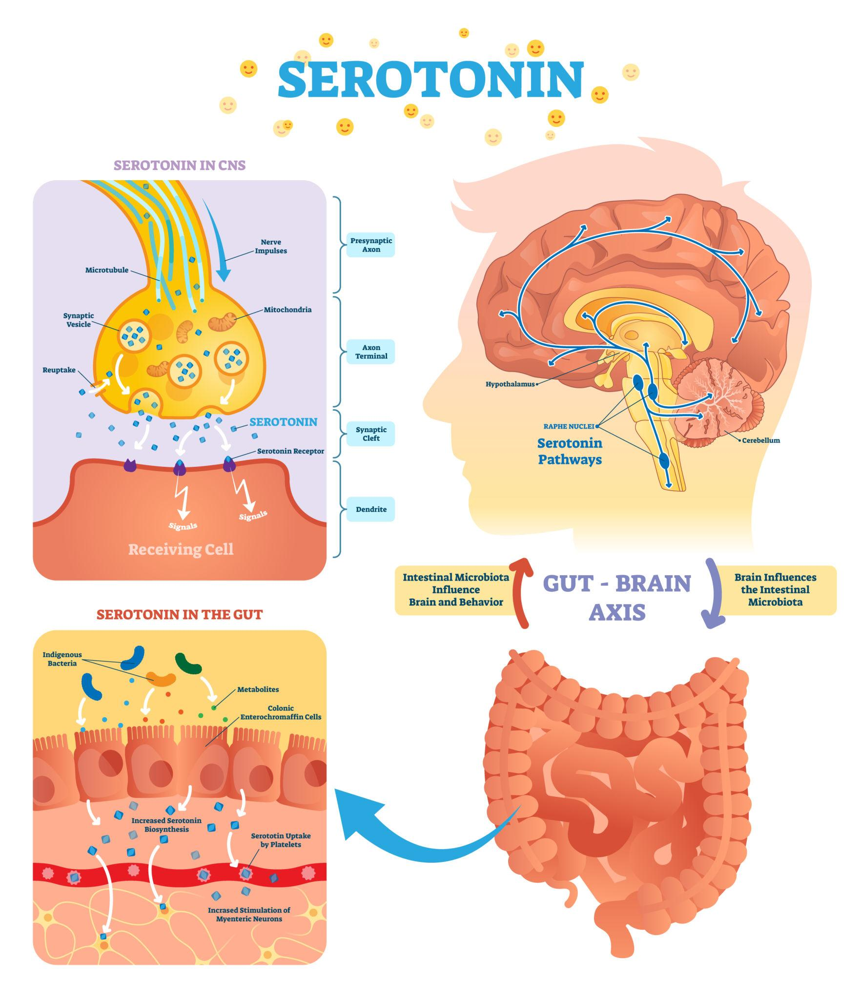 SEROTONIN
SEROTONIN IN CNS
Nerve
Impulses
Microtubule
Synaptic
Vesicle
Mitochondria
Reuptake
SEROTONIN
Serotonin Receptor
Signals
Signals
Receiving Cell
Presynaptic
Axon
Axon
Terminal
Synaptic
Cleft
Dendrite
Hypothalamus
RAPHE NUCLEI
Serotonin
Pathways
Cerebellum
Intestinal Microbiota
Influence
Brain and Behavior
GUT - BRAIN
AXIS
Brain Influences
the Intestinal
Microbiota
SEROTONIN IN THE GUT
Indigenous
Bacteria
Metabolites
Colonic
Enterochromaffin Cells
Increased Serotonin
Biosynthesis
Serototin Uptake
by Platelets
Incrased Stimulation of
Myenteric Neurons